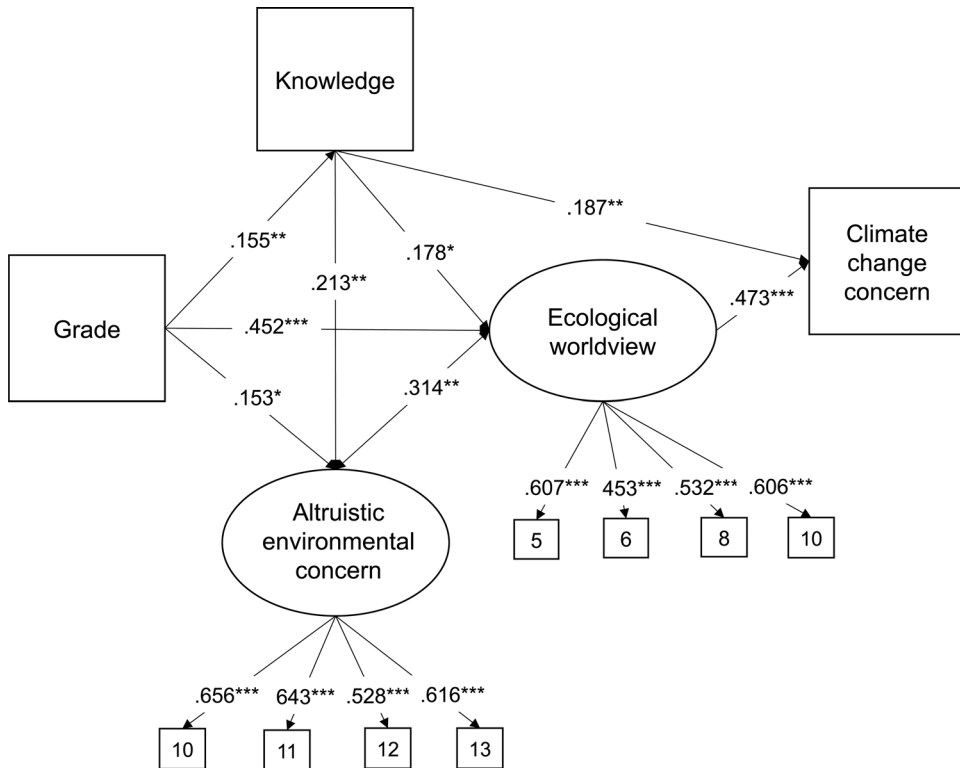 Knowledge
.187**
Climate
change
concern
.155**
.178*
.213**
.473***
Grade
.452***
Ecological
worldview
.153*
.314**
.607***
453***
.532***
.606***
5
6
8
10
Altruistic
environmental
concern
.656***
643***
.528***
.616***
10
11
12
13